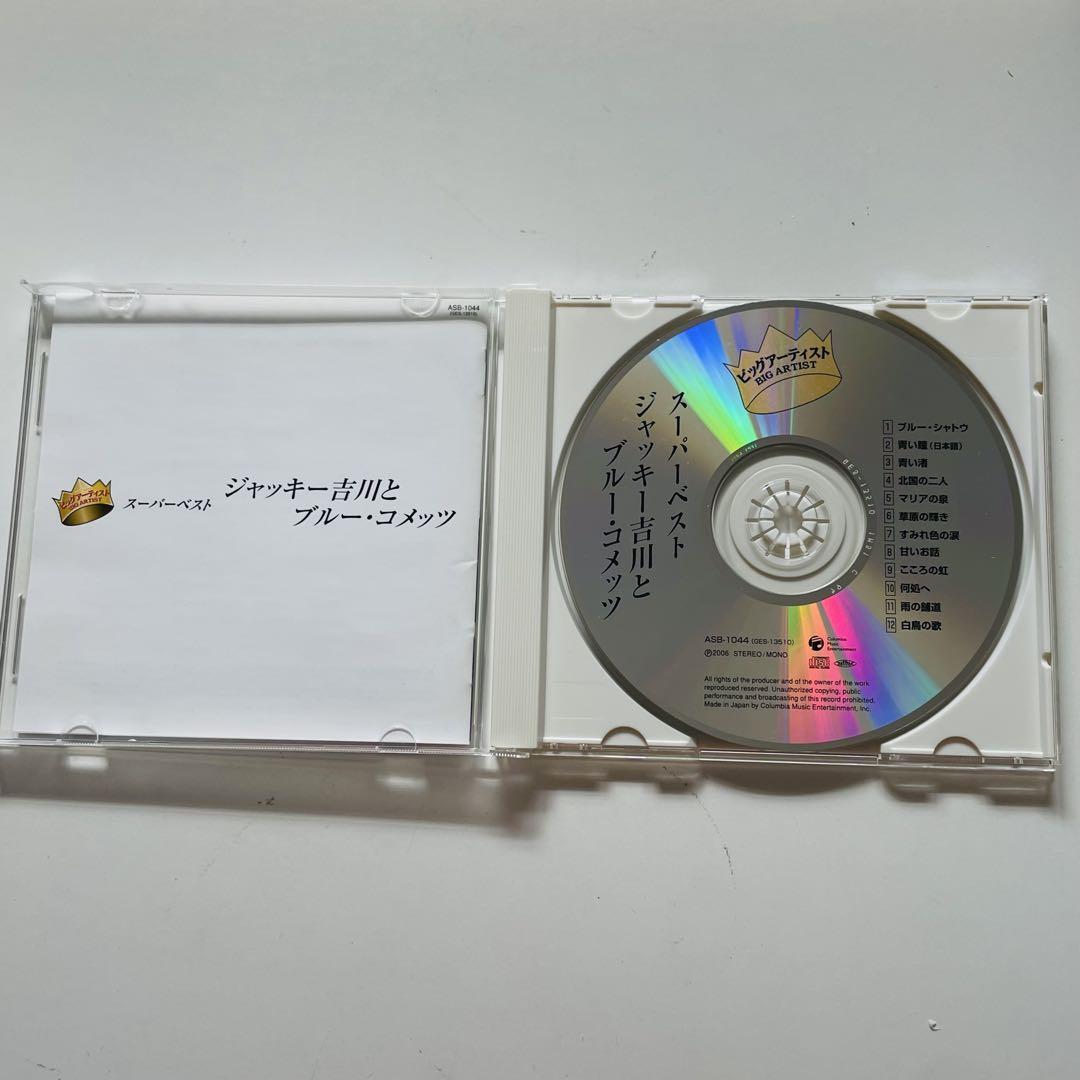 ASB-1044
(GES-13510)
ビッグアーティスト
BIG ARTIST
スーパーベスト
ジャッキー吉川と
ブルー・コメッツ
ビッグアーティスト
BIG ARTIST
スーパーベスト
ジャッキー吉川と
ブルー・コメッツ
1 ブルー・シャトウ
2 青い瞳(日本語)
3 青い渚
4 北国の二人
5 マリアの泉
6 草原の輝き
7 すみれ色の涙
8 甘いお話
9 こころの虹
10 何処へ
11 雨の舗道
12 白鳥の歌
ASB-1044 (GES-13510)
Ⓟ2006 STEREO/MONO
Columbia
Music
Entertainment
All rights of the producer and of the owner of the work
reproduced reserved. Unauthorized copying, public
performance and broadcasting of this record prohibited.
Made in Japan by Columbia Music Entertainment, Inc.